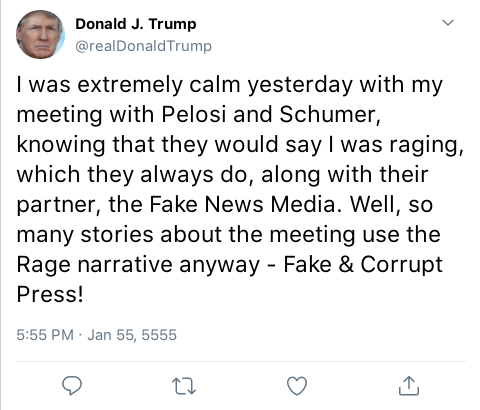 Donald J. Trump
@realDonaldTrump
I was extremely calm yesterday with my
meeting with Pelosi and Schumer,
knowing that they would say I was raging,
which they always do, along with their
partner, the Fake News Media. Well, so
many stories about the meeting use the
Rage narrative anyway - Fake & Corrupt
Press!
5:55 PM · Jan 55, 5555